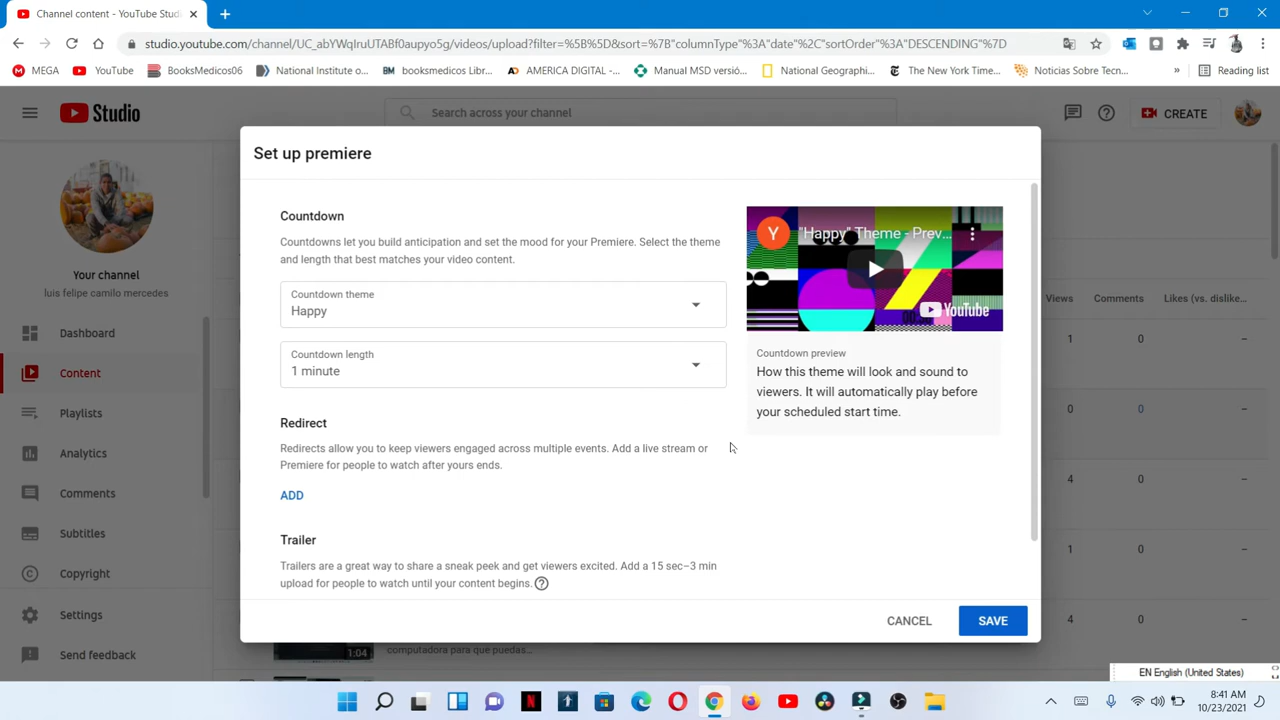 Channel content - YouTube Studi
studio.youtube.com/channel/UC_abYWqIruUTABf0aupyo5g/videos/upload?filter=%5B%5D&sort=%7B"columnType"%3A"date"%2C"sortOrder"%3A"DESCENDING"%7D
MEGA
YouTube
BooksMedicos06
National Institute o...
booksmedicos Libr...
AMERICA DIGITAL -...
Manual MSD versió...
National Geographi...
The New York Time...
Noticias Sobre Tecn...
»
Reading list
Studio
Search across your channel
CREATE
Your channel
luis felipe camilo mercedes
Dashboard
Content
Playlists
Analytics
Comments
Subtitles
Copyright
Settings
Send feedback
Set up premiere
Countdown
Countdowns let you build anticipation and set the mood for your Premiere. Select the theme
and length that best matches your video content.
Countdown theme
Happy
Countdown length
1 minute
Redirect
Redirects allow you to keep viewers engaged across multiple events. Add a live stream or
Premiere for people to watch after yours ends.
ADD
Trailer
Trailers are a great way to share a sneak peek and get viewers excited. Add a 15 sec–3 min
upload for people to watch until your content begins.
Y
"Happy" Theme - Prev...
YouTube
Countdown preview
How this theme will look and sound to
viewers. It will automatically play before
your scheduled start time.
CANCEL
SAVE
Views
Comments
Likes (vs. dislike...
1 0 –
0 0 –
4 0 –
1 0 –
4 0 –
1:04
computadora para que puedas...
EN English (United States)
8:41 AM
10/23/2021